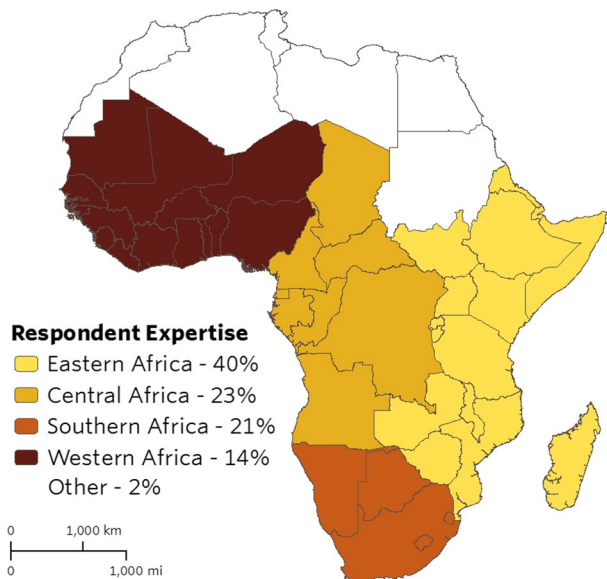 Respondent Expertise
Eastern Africa - 40%
Central Africa - 23%
Southern Africa - 21%
Western Africa - 14%
Other - 2%
0 1,000 km
0 1,000 mi